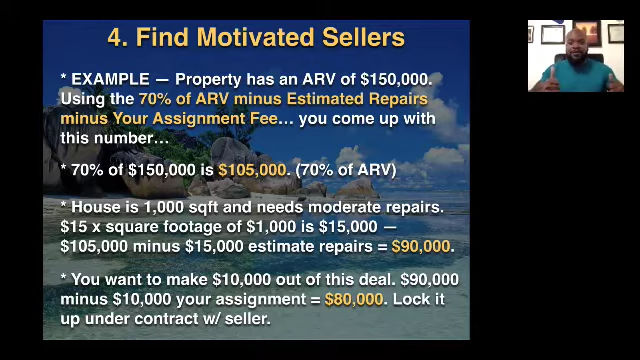 4. Find Motivated Sellers
* EXAMPLE — Property has an ARV of $150,000.
Using the 70% of ARV minus Estimated Repairs
minus Your Assignment Fee... you come up with
this number...
* 70% of $150,000 is $105,000. (70% of ARV)
* House is 1,000 sqft and needs moderate repairs.
$15 x square footage of $1,000 is $15,000 —
$105,000 minus $15,000 estimate repairs = $90,000.
* You want to make $10,000 out of this deal. $90,000
minus $10,000 your assignment = $80,000. Lock it
up under contract w/ seller.